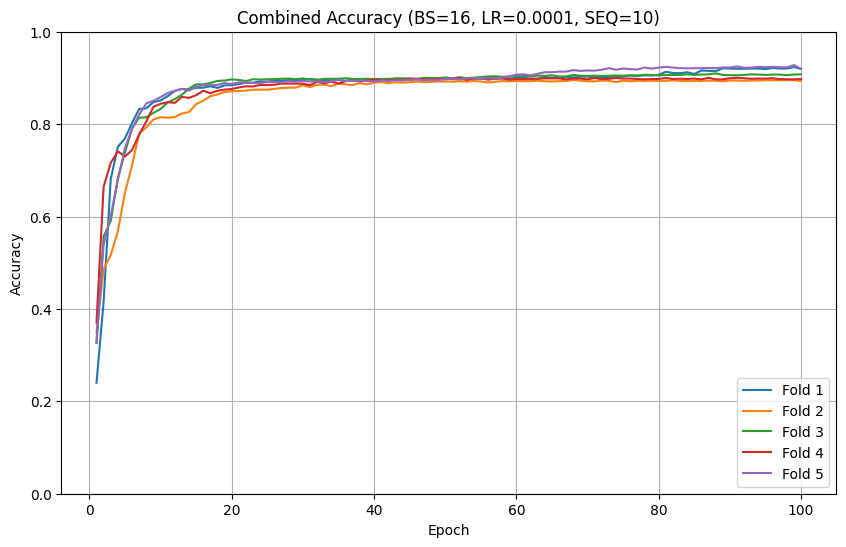 Combined Accuracy (BS=16, LR=0.0001, SEQ=10)
1.0
0.8
0.6
0.4
0.2
0.0
Accuracy
0 20 40 60 80 100
Epoch
Fold 1
Fold 2
Fold 3
Fold 4
Fold 5